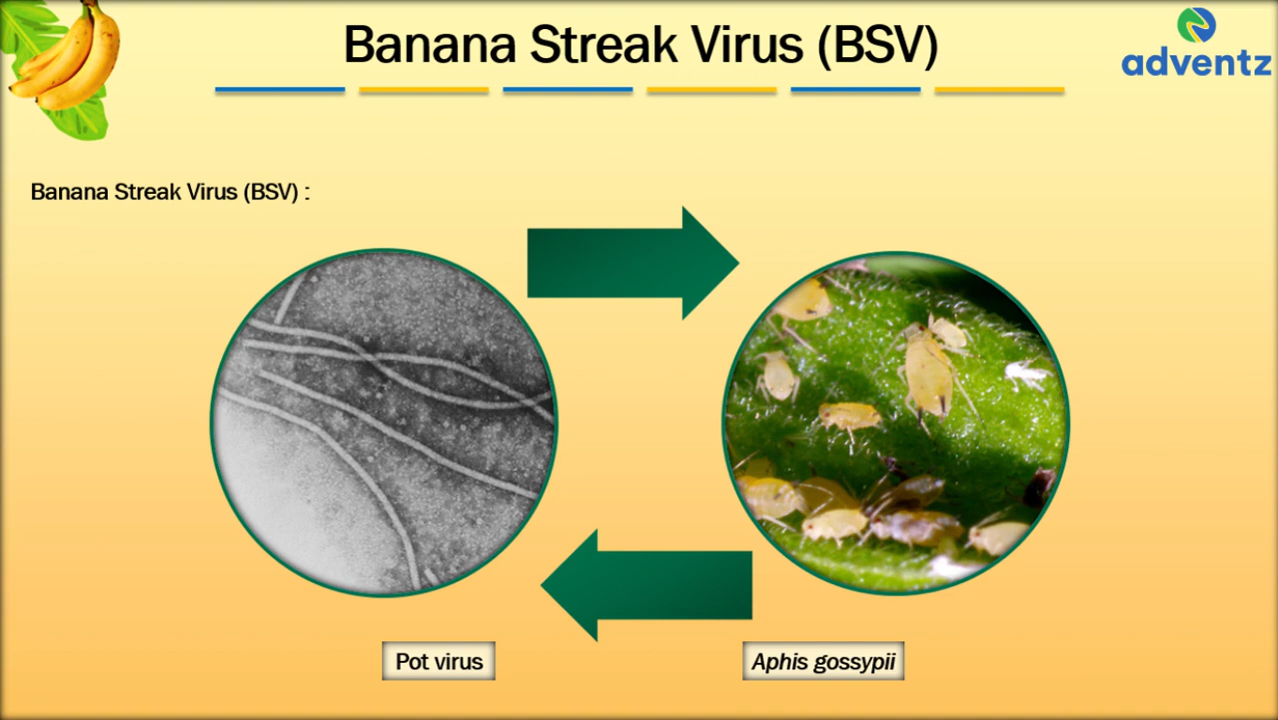 Banana Streak Virus (BSV)
adventz
Banana Streak Virus (BSV) :
Pot virus
Aphis gossypii